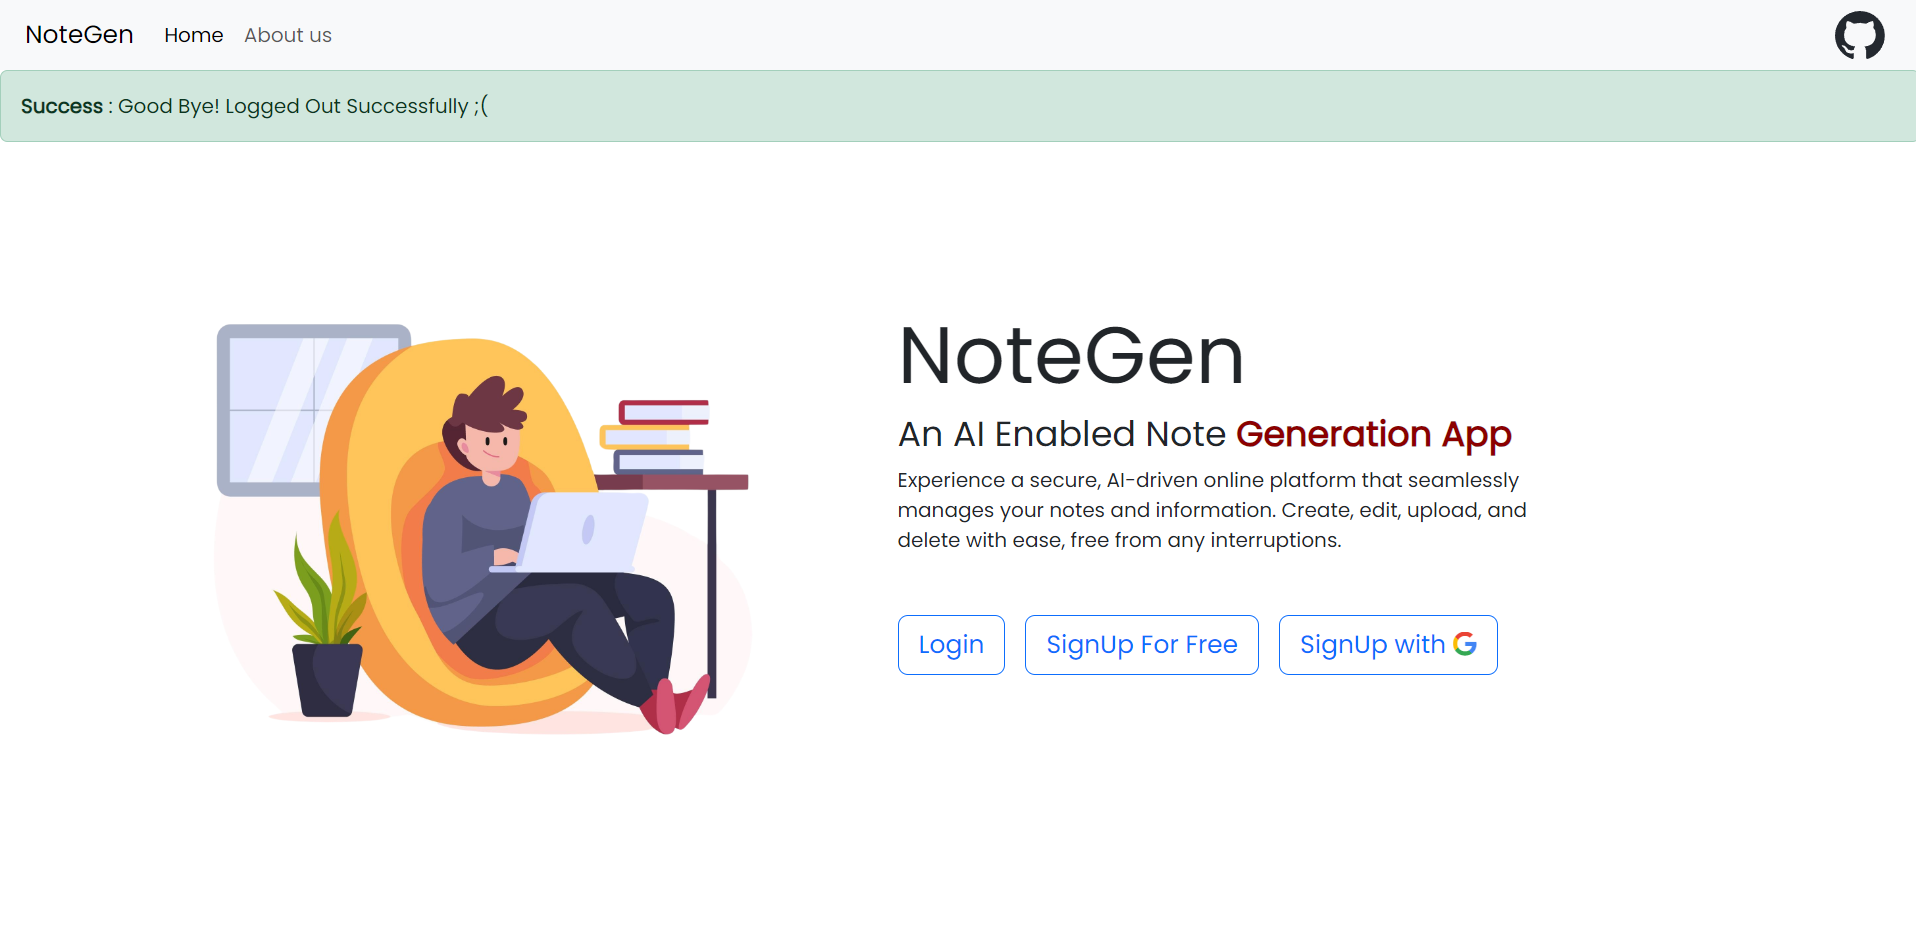 NoteGen Home About us
Success : Good Bye! Logged Out Successfully ;(
NoteGen
An AI Enabled Note Generation App
Experience a secure, AI-driven online platform that seamlessly
manages your notes and information. Create, edit, upload, and
delete with ease, free from any interruptions.
Login SignUp For Free SignUp with G